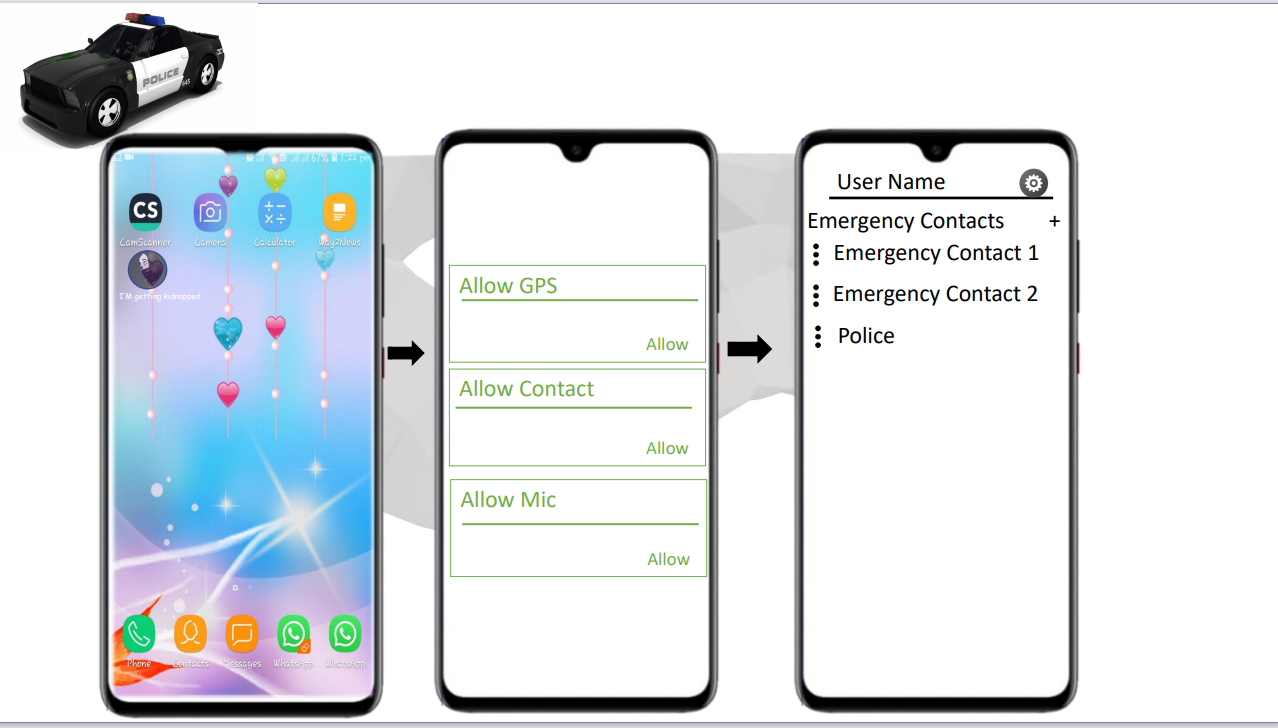 POLICE
645
67% 1:22 pm
CS
CamScanner Camera Calculator Way2News
I'M getting kidnapped
Phone Contacts Messages WhatsApp WhatsApp
Allow GPS
Allow
Allow Contact
Allow
Allow Mic
Allow
User Name
Emergency Contacts +
Emergency Contact 1
Emergency Contact 2
Police